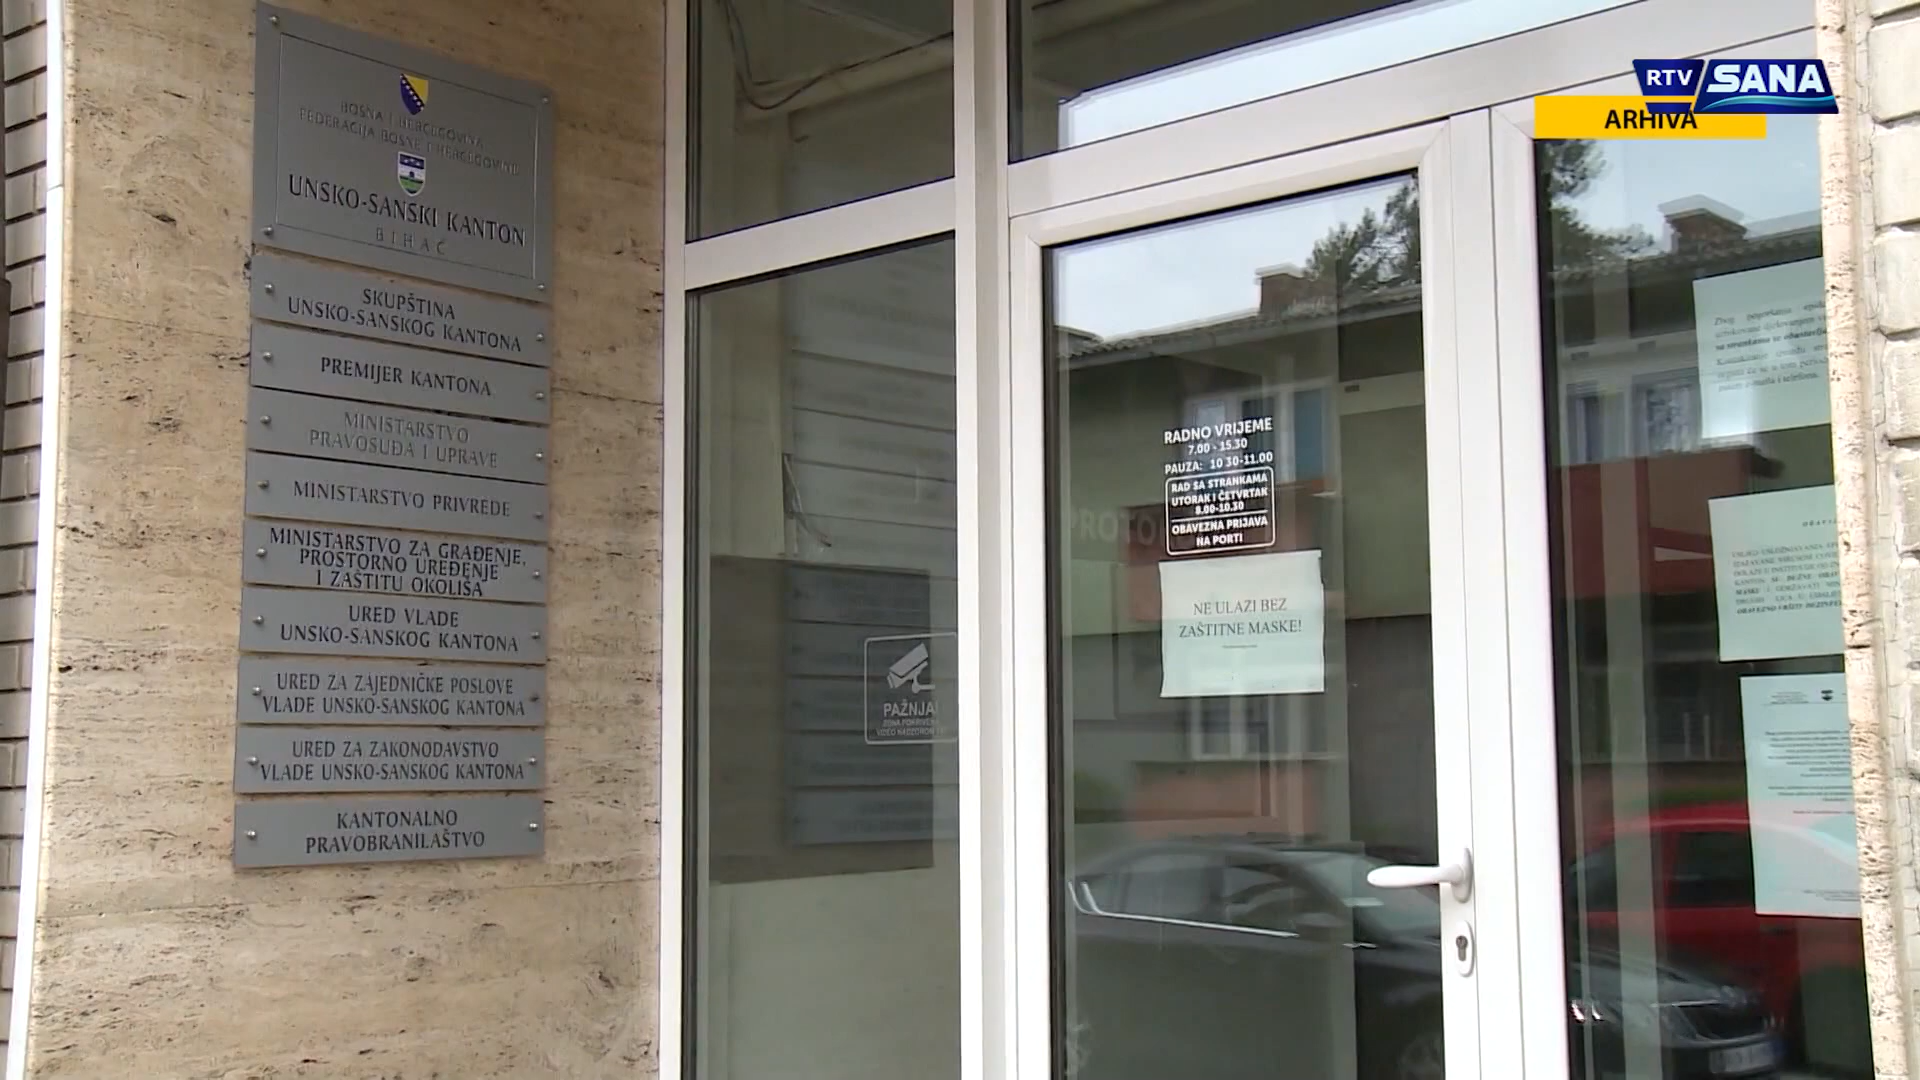 RTV SANA
ARHIVA
BOSNA I HERCEGOVINA
FEDERACIJA BOSNE I HERCEGOVINE
UNSKO-SANSKI KANTON
BIHAĆ
SKUPŠTINA
UNSKO-SANSKOG KANTONA
PREMIJER KANTONA
MINISTARSTVO
PRAVOSUĐA I UPRAVE
MINISTARSTVO PRIVREDE
MINISTARSTVO ZA GRAĐENJE,
PROSTORNO UREĐENJE
I ZAŠTITU OKOLIŠA
URED VLADE
UNSKO-SANSKOG KANTONA
URED ZA ZAJEDNIČKE POSLOVE
VLADE UNSKO-SANSKOG KANTONA
URED ZA ZAKONODAVSTVO
VLADE UNSKO-SANSKOG KANTONA
KANTONALNO
PRAVOBRANILAŠTVO
PAŽNJA!
ZONA POKRIVENA
VIDEO NADZOROM
RADNO VRIJEME
7.00 - 15.30
PAUZA: 10 30-11.00
RAD SA STRANKAMA
UTORAK I ČETVRTAK
8.00-10.30
OBAVEZNA PRIJAVA
NA PORTI
NE ULAZI BEZ
ZAŠTITNE MASKE!